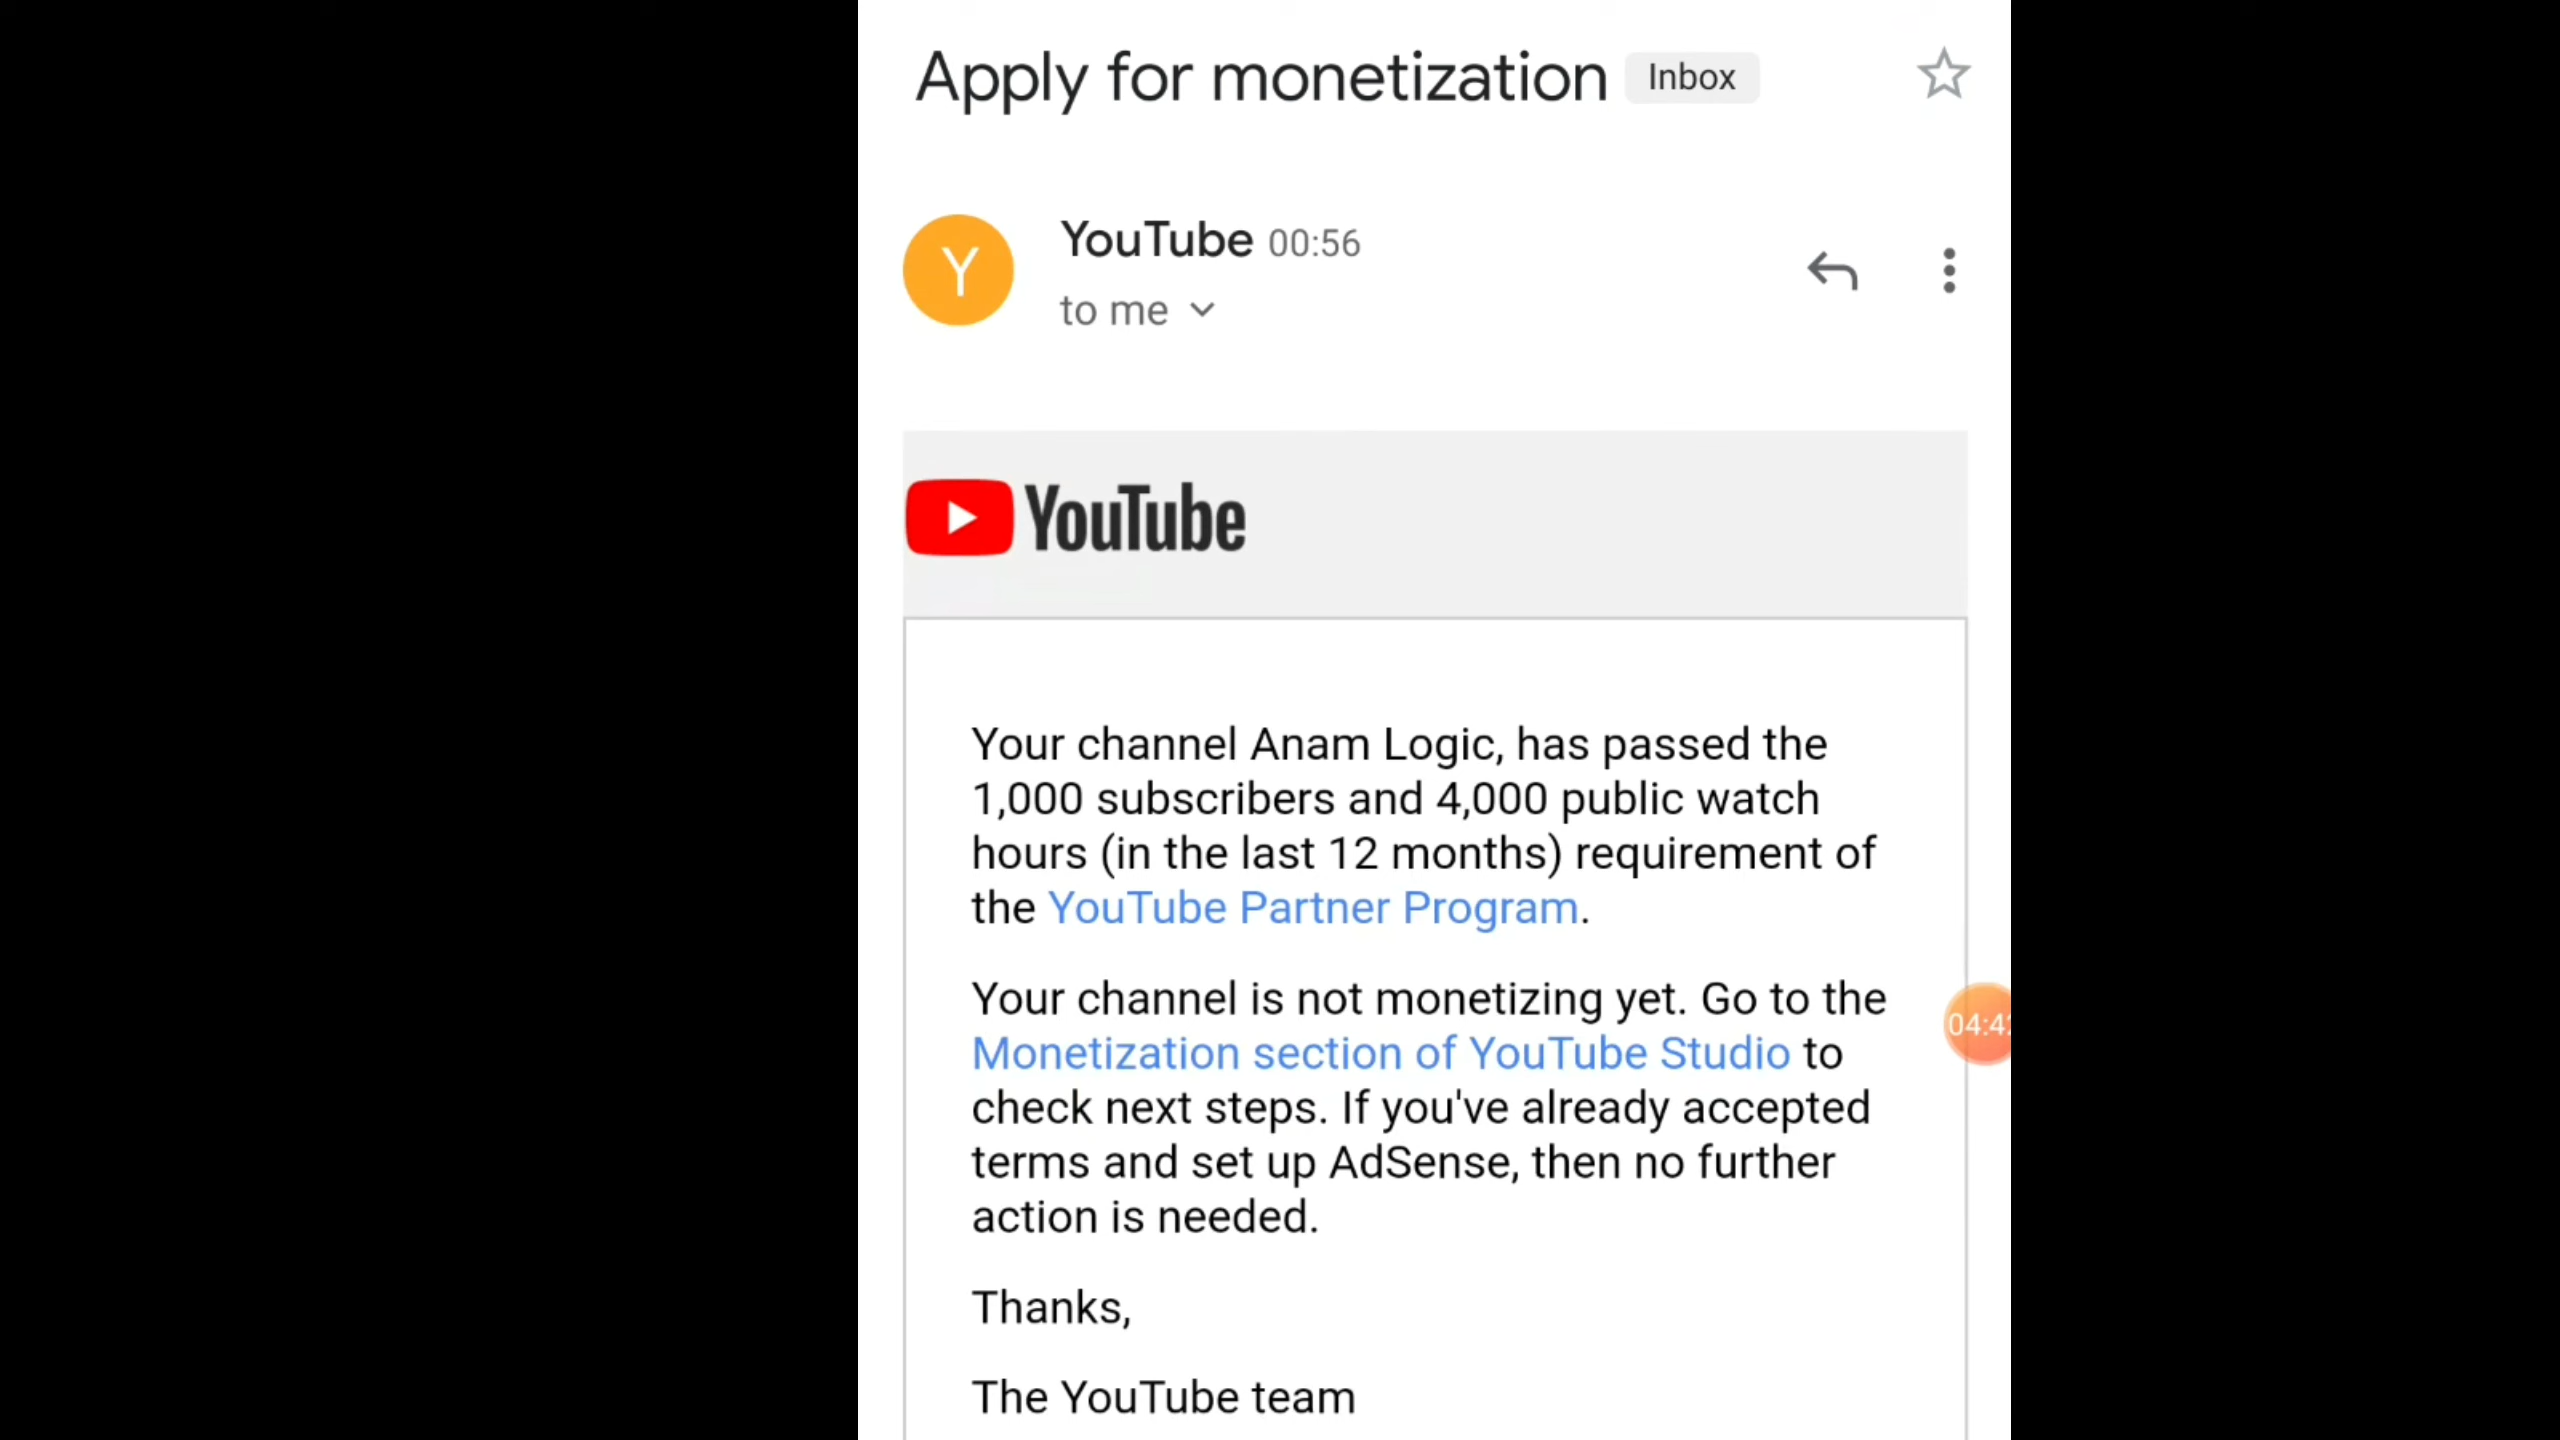 Apply for monetization Inbox
Y
YouTube 00:56
to me
YouTube
Your channel Anam Logic, has passed the
1,000 subscribers and 4,000 public watch
hours (in the last 12 months) requirement of
the YouTube Partner Program.
Your channel is not monetizing yet. Go to the
Monetization section of YouTube Studio to
check next steps. If you've already accepted
terms and set up AdSense, then no further
action is needed.
Thanks,
The YouTube team